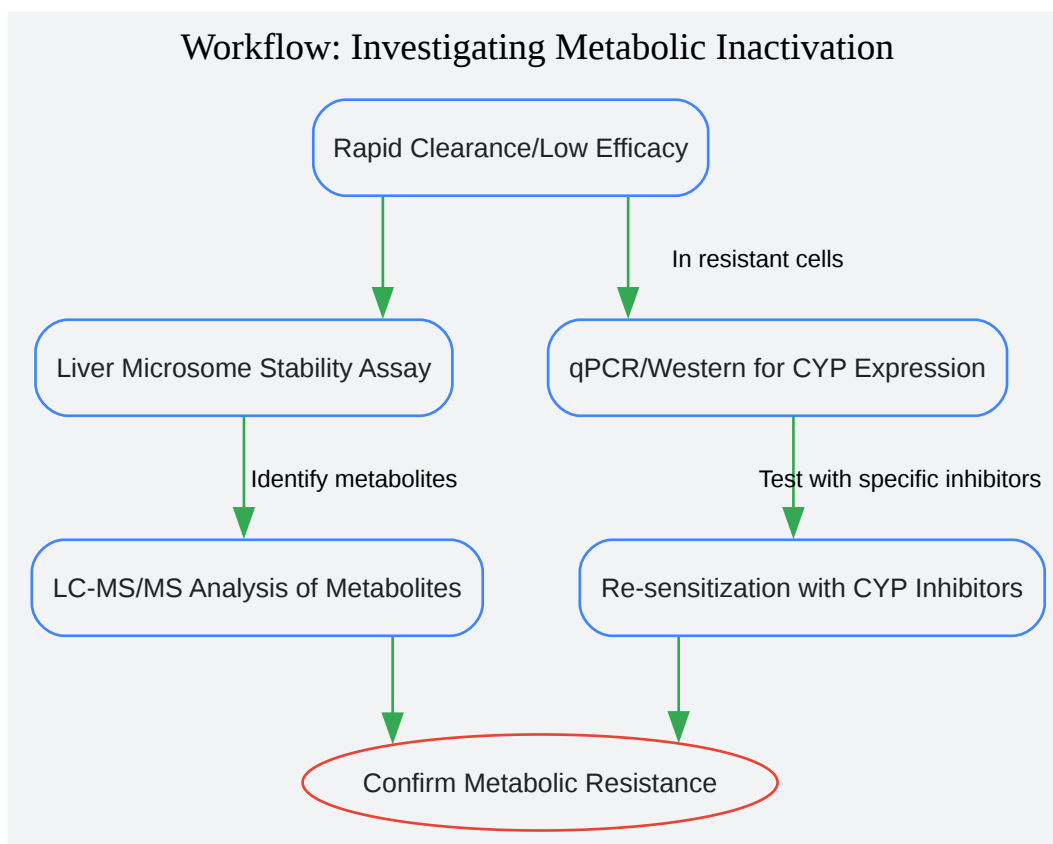 Workflow: Investigating Metabolic Inactivation
Rapid Clearance/Low Efficacy
In resistant cells
Liver Microsome Stability Assay
qPCR/Western for CYP Expression
Identify metabolites
Test with specific inhibitors
LC-MS/MS Analysis of Metabolites
Re-sensitization with CYP Inhibitors
Confirm Metabolic Resistance